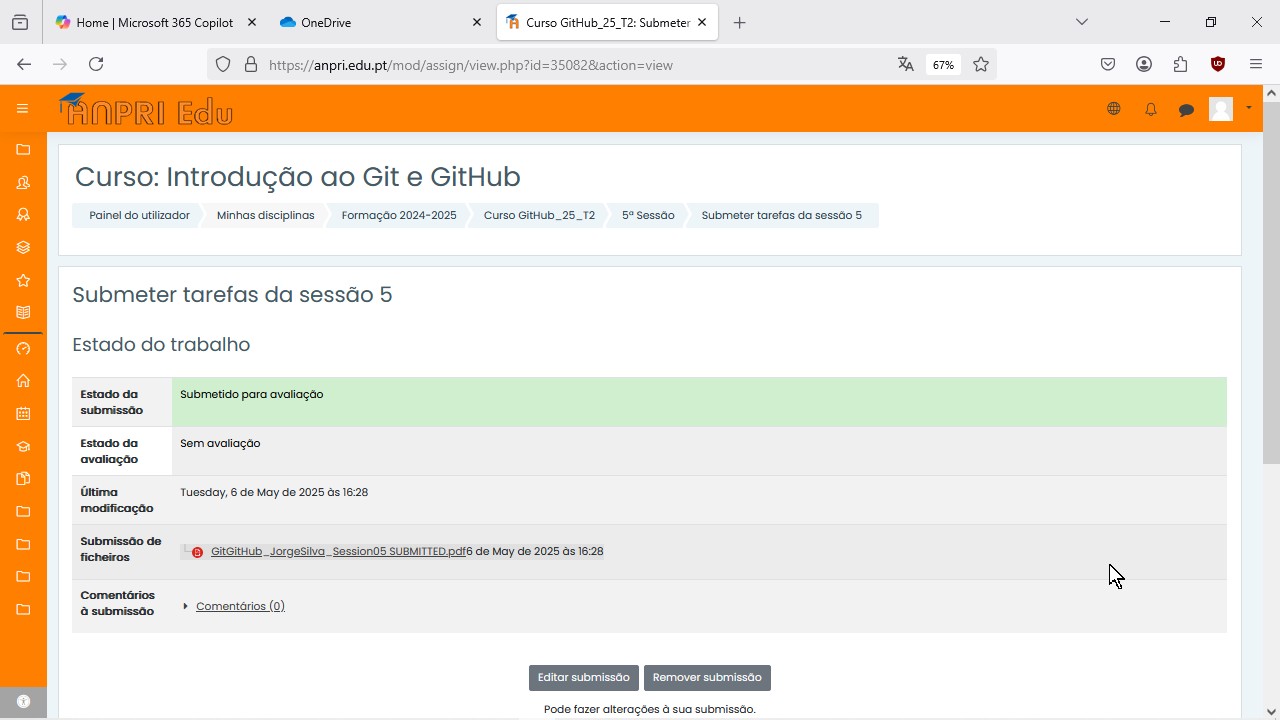 Home | Microsoft 365 Copilot
OneDrive
Curso GitHub_25_T2: Submeter
https://anpri.edu.pt/mod/assign/view.php?id=35082&action=view
67%
ANPRI Edu
Curso: Introdução ao Git e GitHub
Painel do utilizador
Minhas disciplinas
Formação 2024-2025
Curso GitHub_25_T2
5ª Sessão
Submeter tarefas da sessão 5
Submeter tarefas da sessão 5
Estado do trabalho
Estado da
submissão
Submetido para avaliação
Estado da
avaliação
Sem avaliação
Última
modificação
Tuesday, 6 de May de 2025 às 16:28
Submissão de
ficheiros
GitGitHub_JorgeSilva_Session05 SUBMITTED.pdf6 de May de 2025 às 16:28
Comentários
à submissão
Comentários (0)
Editar submissão
Remover submissão
Pode fazer alterações à sua submissão.